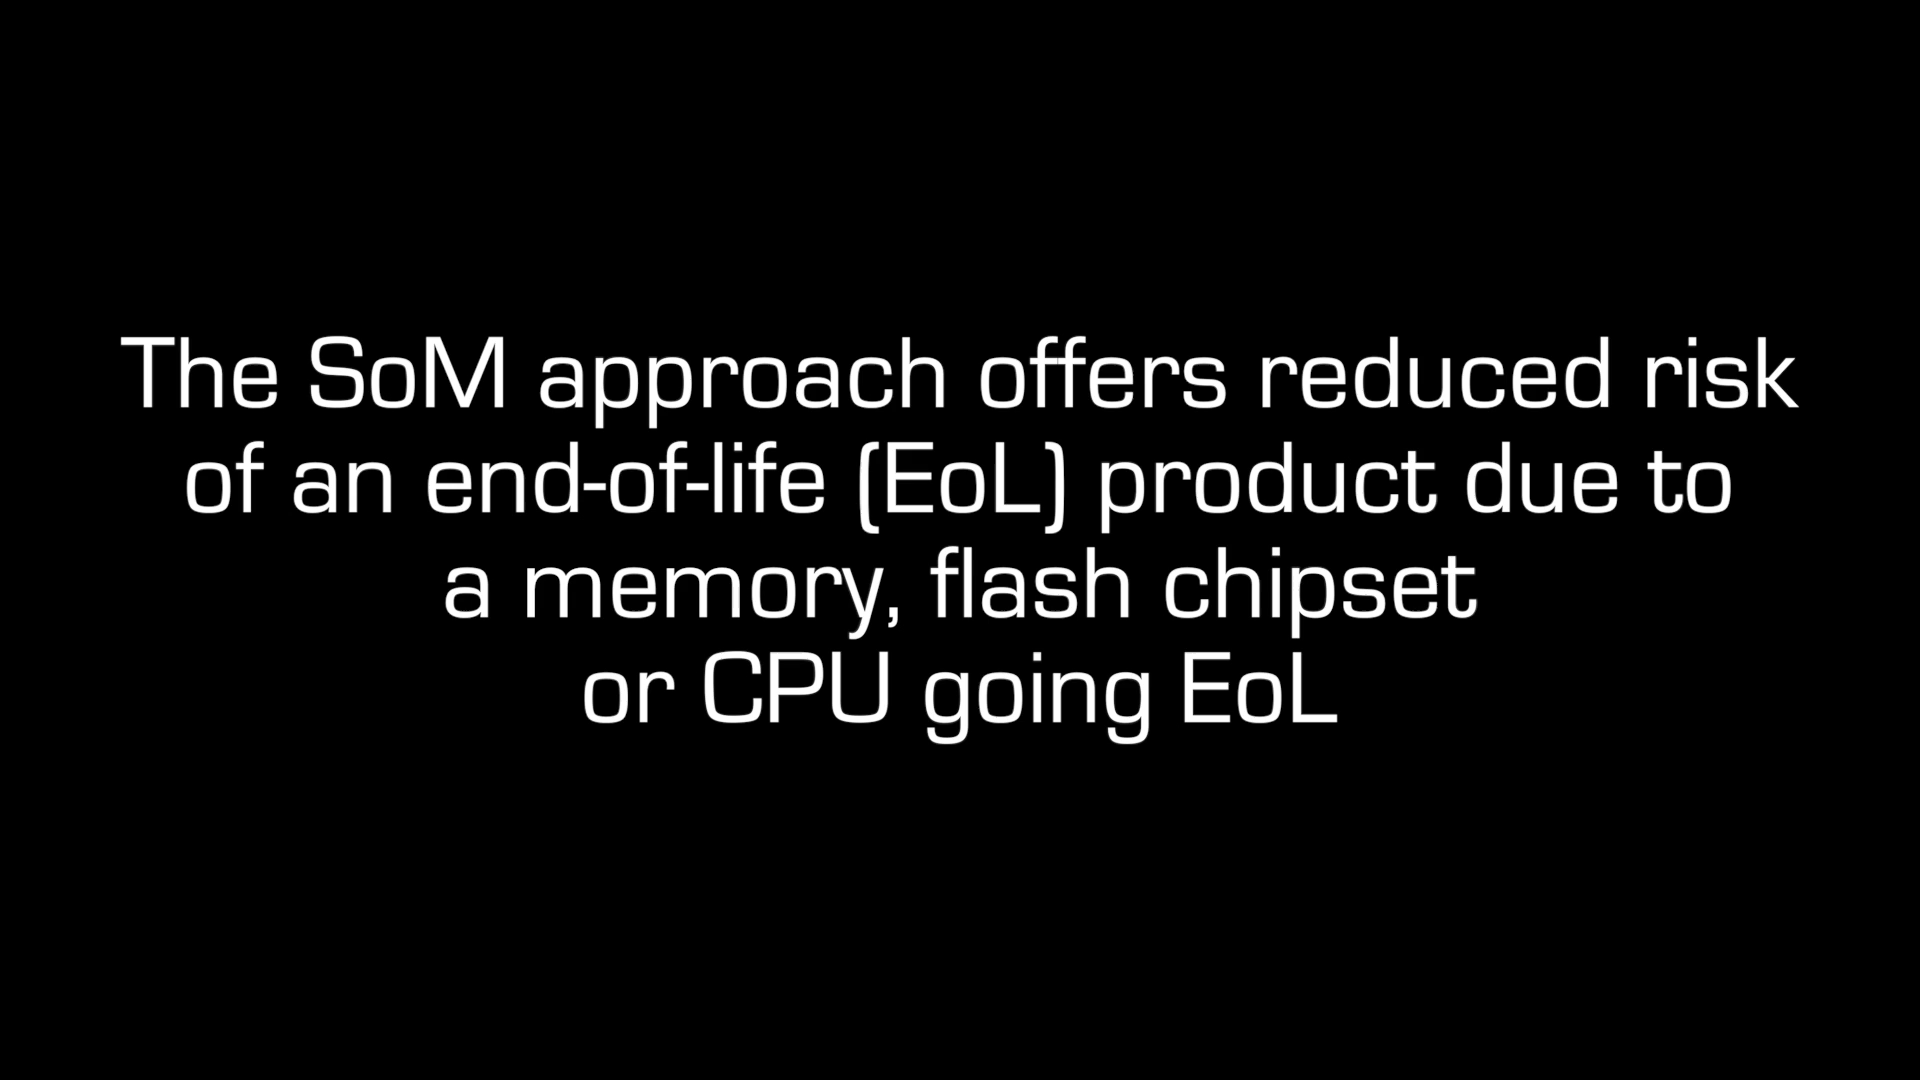 The SoM approach offers reduced risk
of an end-of-life (EoL) product due to
a memory, flash chipset
or CPU going EoL